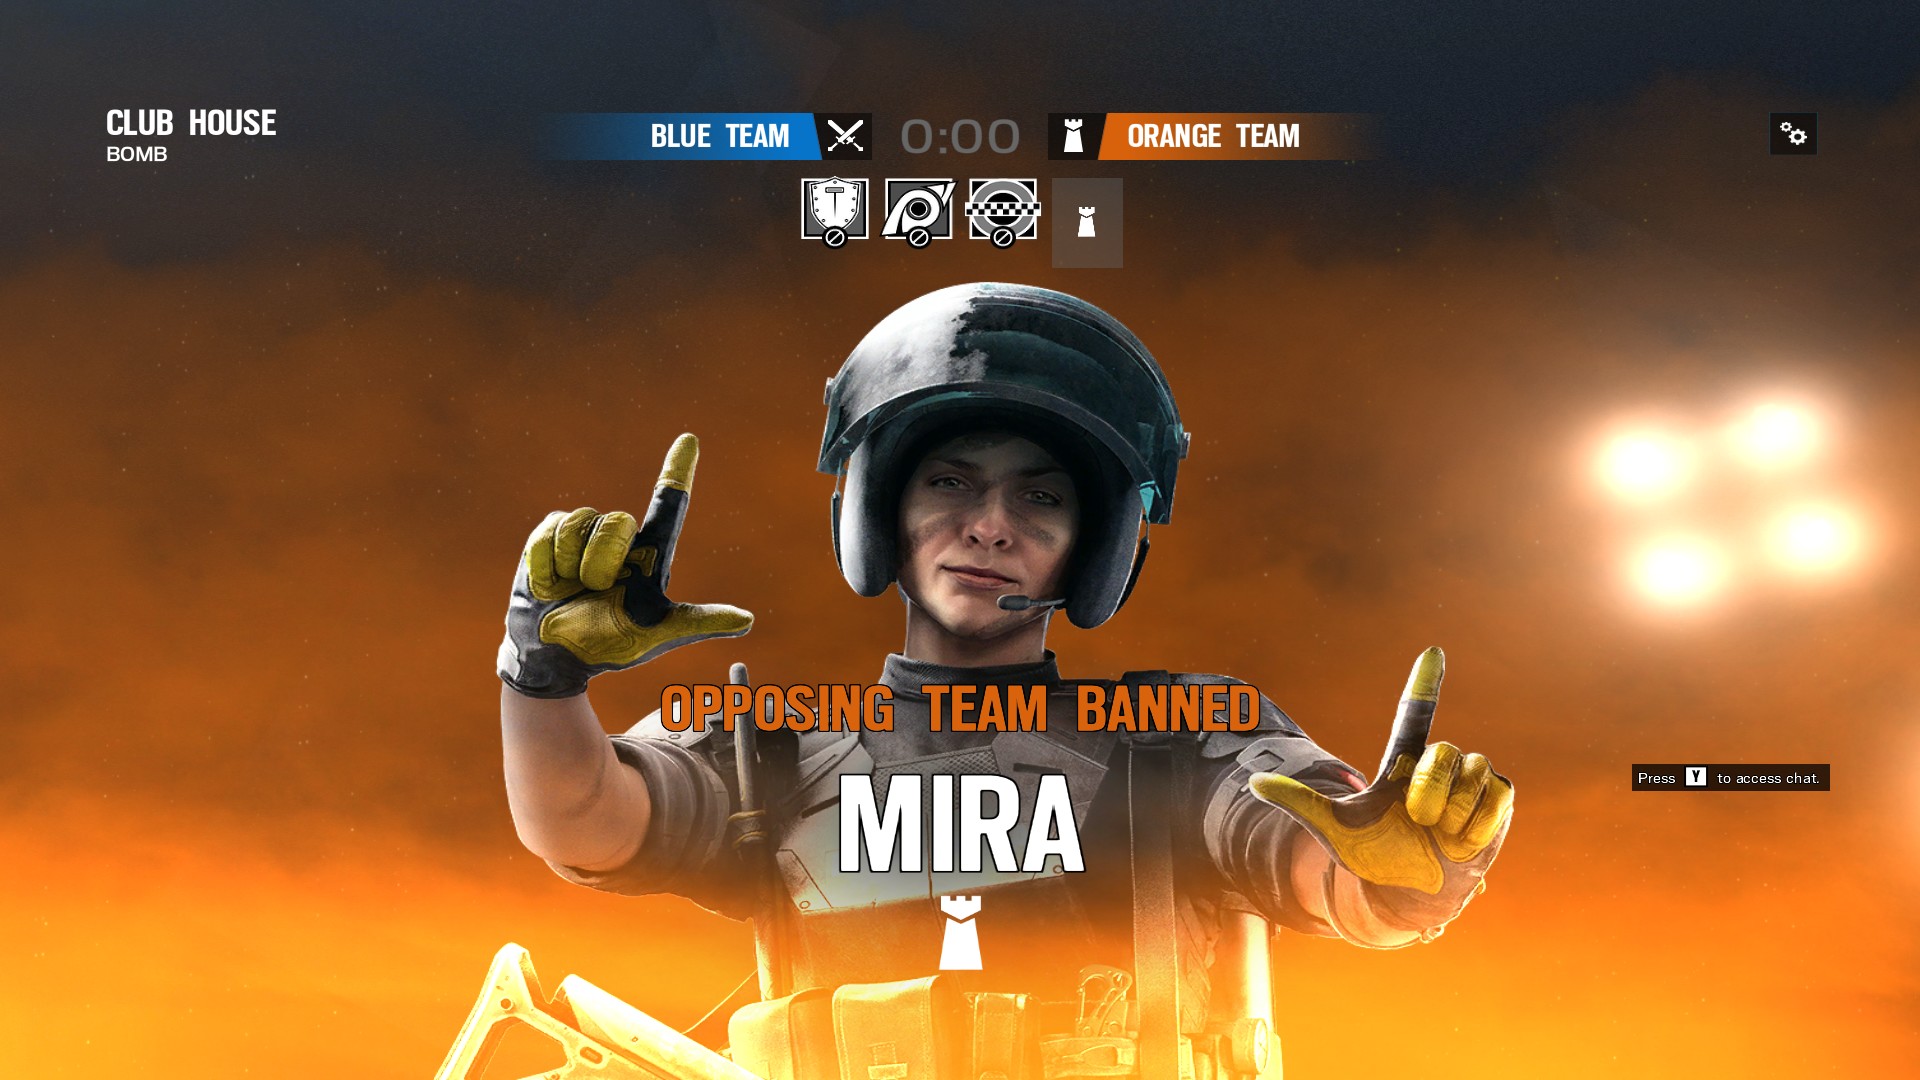 CLUB HOUSE
BOMB
BLUE TEAM
0:00
ORANGE TEAM
OPPOSING TEAM BANNED
MIRA
Press Y to access chat.